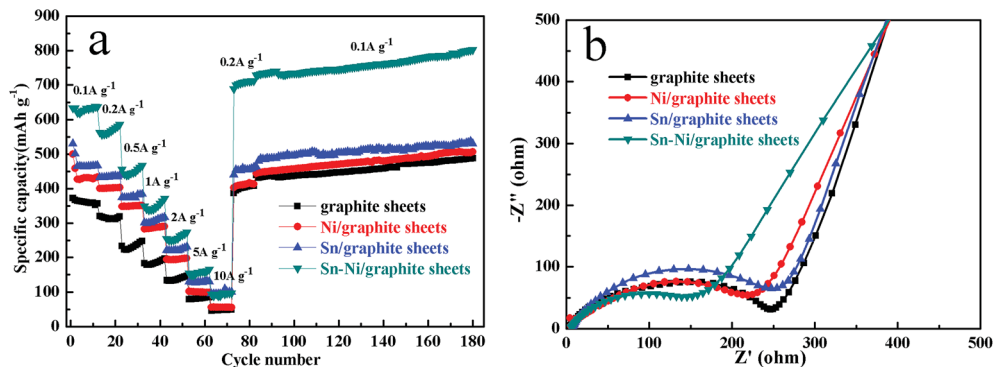 a
Specific capacity(mAh g⁻¹)
900
800
700
600
500
400
300
200
100
0
0.1A g⁻¹
0.2A g⁻¹
0.5A g⁻¹
1A g⁻¹
2A g⁻¹
5A g⁻¹
10A g⁻¹
0.2A g⁻¹
0.1A g⁻¹
graphite sheets
Ni/graphite sheets
Sn/graphite sheets
Sn-Ni/graphite sheets
0 20 40 60 80 100 120 140 160 180
Cycle number
b
-Z'' (ohm)
500
400
300
200
100
0
graphite sheets
Ni/graphite sheets
Sn/graphite sheets
Sn-Ni/graphite sheets
0 100 200 300 400 500
Z' (ohm)